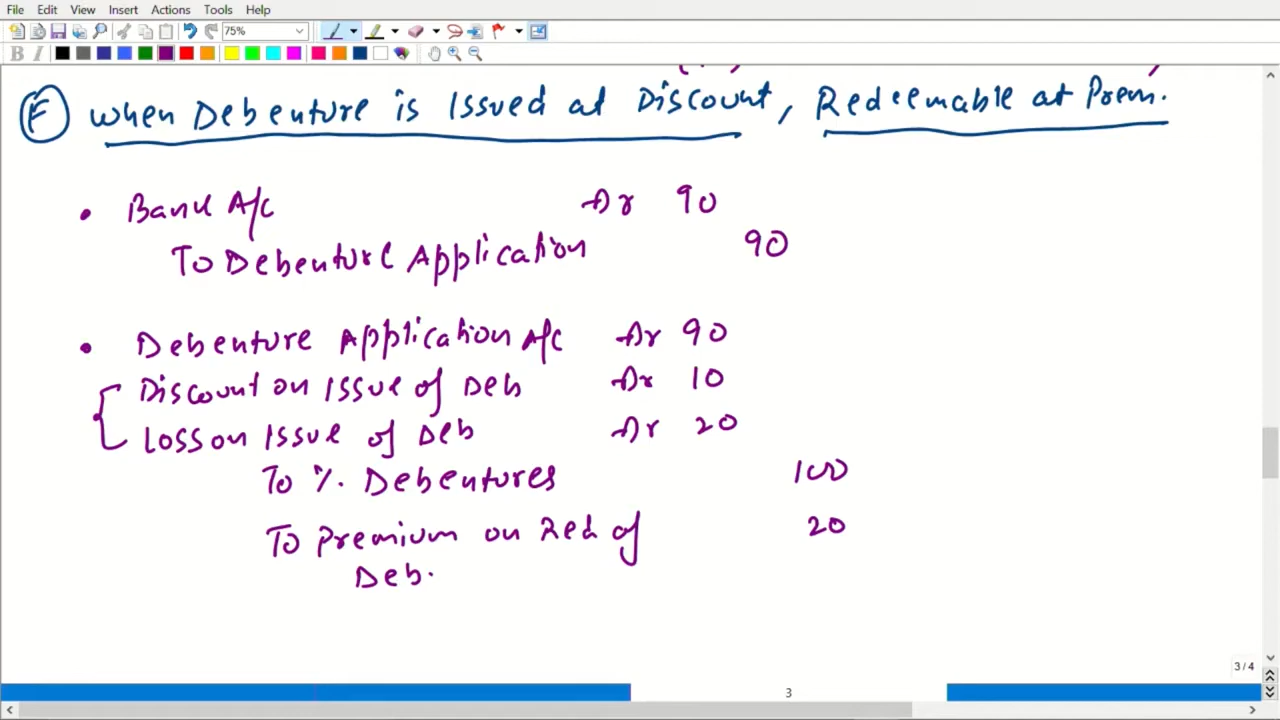 File Edit View Insert Actions Tools Help
75%
B I
F When Debenture is Issued at Discount, Redeemable at Prem.
• Bank A/c Dr 90
To Debenture Application 90
• Debenture Application A/c Dr 90
Discount on Issue of Deb Dr 10
Loss on Issue of Deb Dr 20
To %. Debentures 100
To Premium on Red of 20
Deb.
3 / 4
3